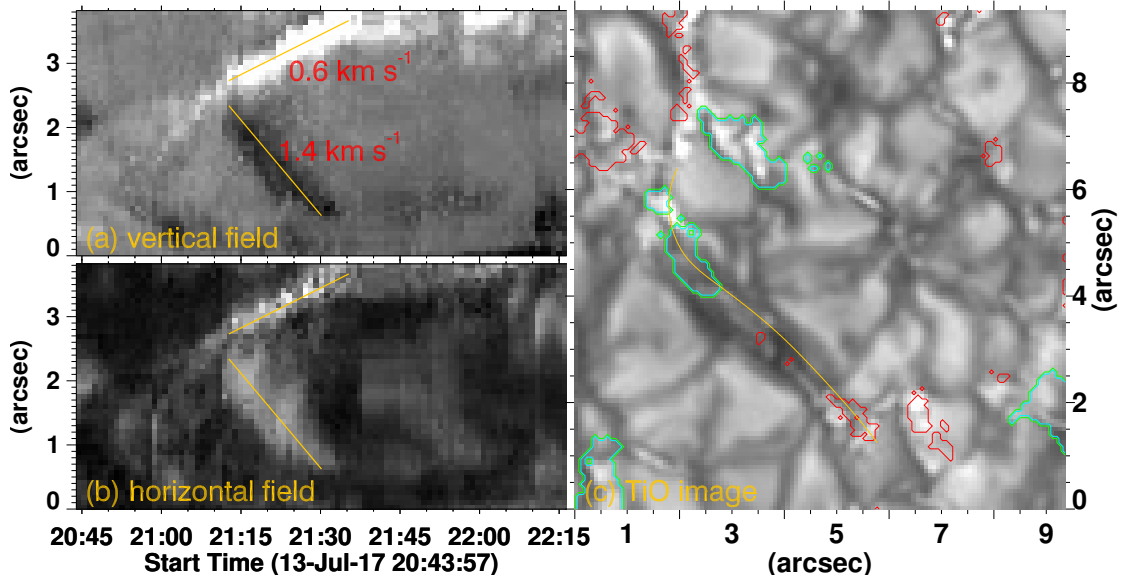 3
2
1
0
(arcsec)
0.6 km s⁻¹
1.4 km s⁻¹
(a) vertical field
3
2
1
0
(arcsec)
(b) horizontal field
20:45 21:00 21:15 21:30 21:45 22:00 22:15
Start Time (13-Jul-17 20:43:57)
8
6
4
2
0
(arcsec)
(c) TiO image
1 3 5 7 9
(arcsec)